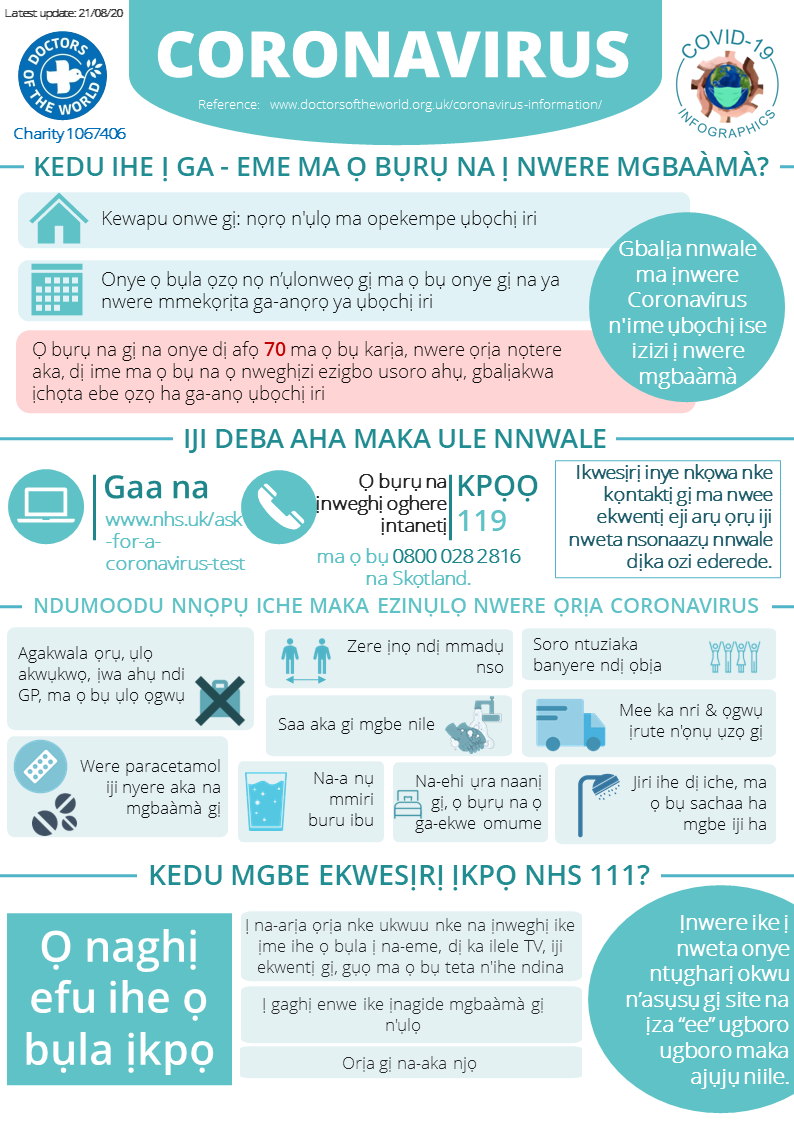 Latest update: 21/08/20
DOCTORS OF THE WORLD
Charity 1067406
CORONAVIRUS
Reference: www.doctorsoftheworld.org.uk/coronavirus-information/
COVID-19
INFOGRAPHICS
KEDU IHE Ị GA - EME MA Ọ BỤRỤ NA Ị NWERE MGBAÀMÀ?
Kewapu onwe gị: nọrọ n'ụlọ ma opekempe ụbọchị iri
Onye ọ bụla ọzọ nọ n’ụlonweọ gị ma ọ bụ onye gị na ya
nwere mmekọrịta ga-anọrọ ya ụbọchị iri
Ọ bụrụ na gị na onye dị afọ 70 ma ọ bụ karịa, nwere ọrịa nọtere
aka, dị ime ma ọ bụ na ọ nweghịzi ezigbo usoro ahụ, gbalịakwa
ịchọta ebe ọzọ ha ga-anọ ụbọchị iri
Gbalịa nnwale
ma ịnwere
Coronavirus
n'ime ụbọchị ise
izizi ị nwere
mgbaàmà
IJI DEBA AHA MAKA ULE NNWALE
Gaa na
www.nhs.uk/ask
-for-a-
coronavirus-test
Ọ bụrụ na
ịnweghị oghere
ịntanetị
KPỌỌ
119
ma ọ bụ 0800 028 2816
na Skọtland.
Ikwesịrị inye nkọwa nke
kọntaktị gị ma nwee
ekwentị eji arụ ọrụ iji
nweta nsonaazụ nnwale
dịka ozi ederede.
NDUMOODU NNỌPỤ ICHE MAKA EZINỤLỌ NWERE ỌRỊA CORONAVIRUS
Agakwala ọrụ, ụlọ
akwụkwọ, ịwa ahụ ndi
GP, ma ọ bụ ụlọ ọgwụ
Zere ịnọ ndị mmadụ
nso
Soro ntuziaka
banyere ndị ọbịa
Saa aka gi mgbe nile
Mee ka nri & ọgwụ
ịrute n'ọnụ ụzọ gị
Were paracetamol
iji nyere aka na
mgbaàmà gị
Na-a nụ
mmiri
buru ibu
Na-ehi ụra naanị
gị, ọ bụrụ na ọ
ga-ekwe omume
Jiri ihe dị iche, ma
ọ bụ sachaa ha
mgbe iji ha
KEDU MGBE EKWESỊRỊ ỊKPỌ NHS 111?
Ọ naghị
efu ihe ọ
bụla ịkpọ
Ị na-arịa ọrịa nke ukwuu nke na ịnweghị ike
ịme ihe ọ bụla ị na-eme, dị ka ilele TV, iji
ekwentị gị, gụọ ma ọ bụ teta n'ihe ndina
Ị gaghị enwe ike ịnagide mgbaàmà gị
n'ụlọ
Ọrịa gị na-aka njọ
Ịnwere ike ị
nweta onye
ntụgharị okwu
n’asụsụ gị site na
ịza “ee” ugboro
ugboro maka
ajụjụ niile.